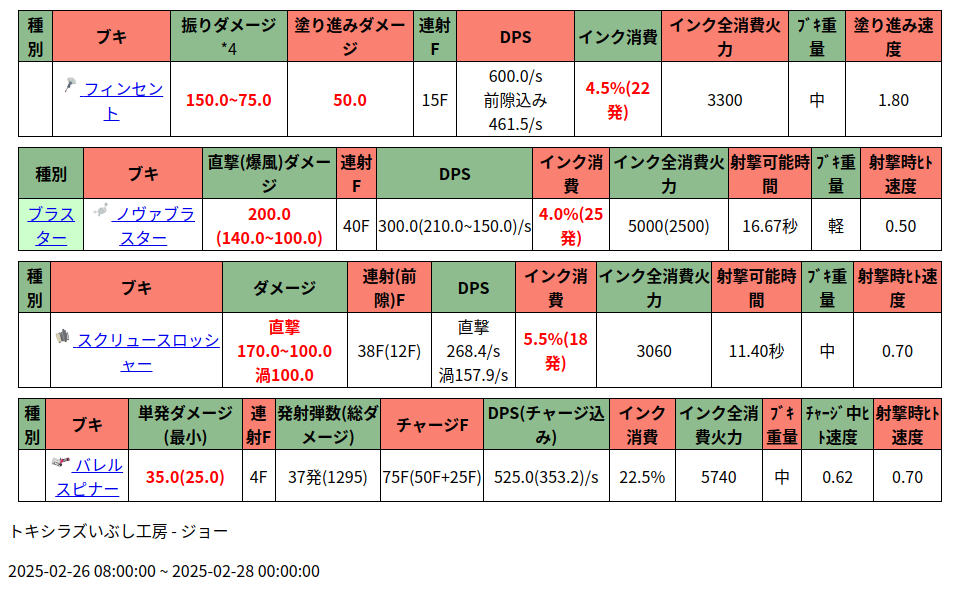 種別 ブキ 振りダメージ*4 塗り進みダメージ 連射F DPS インク消費 インク全消費火力 ﾌﾞｷ重量 塗り進み速度
フィンセント 150.0~75.0 50.0 15F 600.0/s 前隙込み 461.5/s 4.5%(22発) 3300 中 1.80
種別 ブキ 直撃(爆風)ダメージ 連射F DPS インク消費 インク全消費火力 射撃可能時間 ﾌﾞｷ重量 射撃時ﾋﾄ速度
ブラスター ノヴァブラスター 200.0 (140.0~100.0) 40F 300.0(210.0~150.0)/s 4.0%(25発) 5000(2500) 16.67秒 軽 0.50
種別 ブキ ダメージ 連射(前隙)F DPS インク消費 インク全消費火力 射撃可能時間 ﾌﾞｷ重量 射撃時ﾋﾄ速度
スクリュースロッシャー 直撃 170.0~100.0 渦100.0 38F(12F) 直撃 268.4/s 渦157.9/s 5.5%(18発) 3060 11.40秒 中 0.70
種別 ブキ 単発ダメージ(最小) 連射F 発射弾数(総ダメージ) チャージF DPS(チャージ込み) インク消費 インク全消費火力 ﾌﾞｷ重量 ﾁｬｰｼﾞ中ﾋﾄ速度 射撃時ﾋﾄ速度
バレルスピナー 35.0(25.0) 4F 37発(1295) 75F(50F+25F) 525.0(353.2)/s 22.5% 5740 中 0.62 0.70
トキシラズいぶし工房 - ジョー
2025-02-26 08:00:00 ~ 2025-02-28 00:00:00